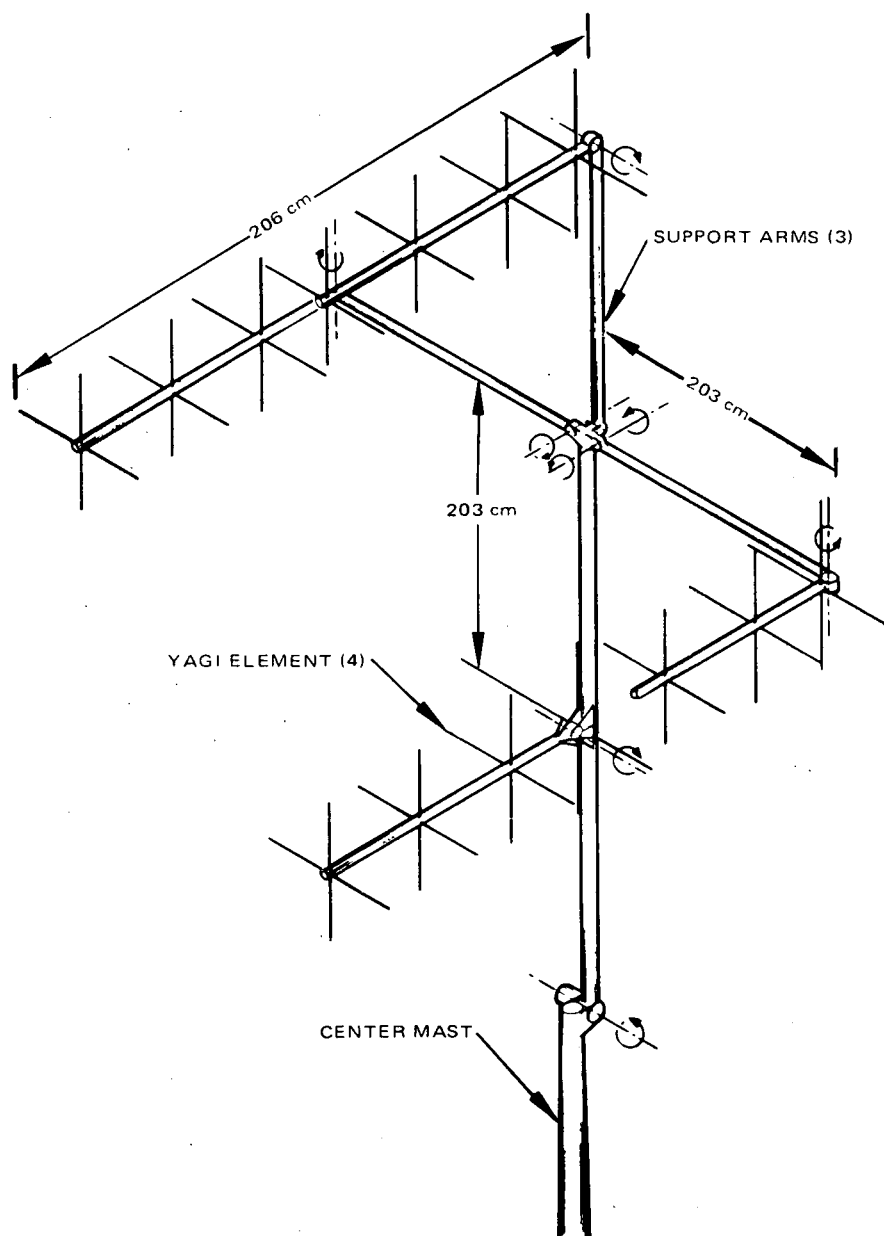 206 cm
SUPPORT ARMS (3)
203 cm
203 cm
YAGI ELEMENT (4)
CENTER MAST